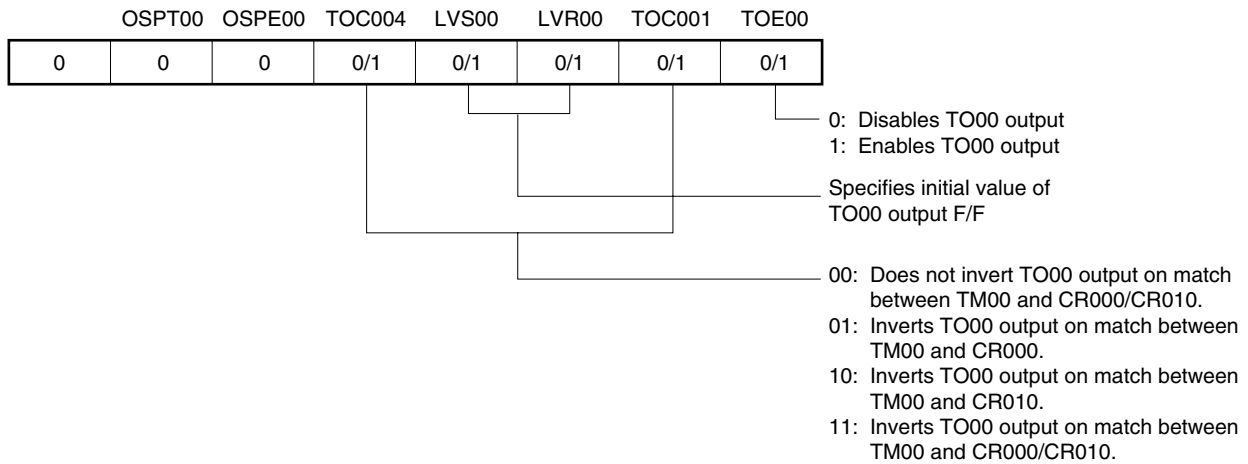 OSPT00 OSPE00 TOC004 LVS00 LVR00 TOC001 TOE00
0 0 0 0/1 0/1 0/1 0/1 0/1
0: Disables TO00 output
1: Enables TO00 output
Specifies initial value of
TO00 output F/F
00: Does not invert TO00 output on match
between TM00 and CR000/CR010.
01: Inverts TO00 output on match between
TM00 and CR000.
10: Inverts TO00 output on match between
TM00 and CR010.
11: Inverts TO00 output on match between
TM00 and CR000/CR010.